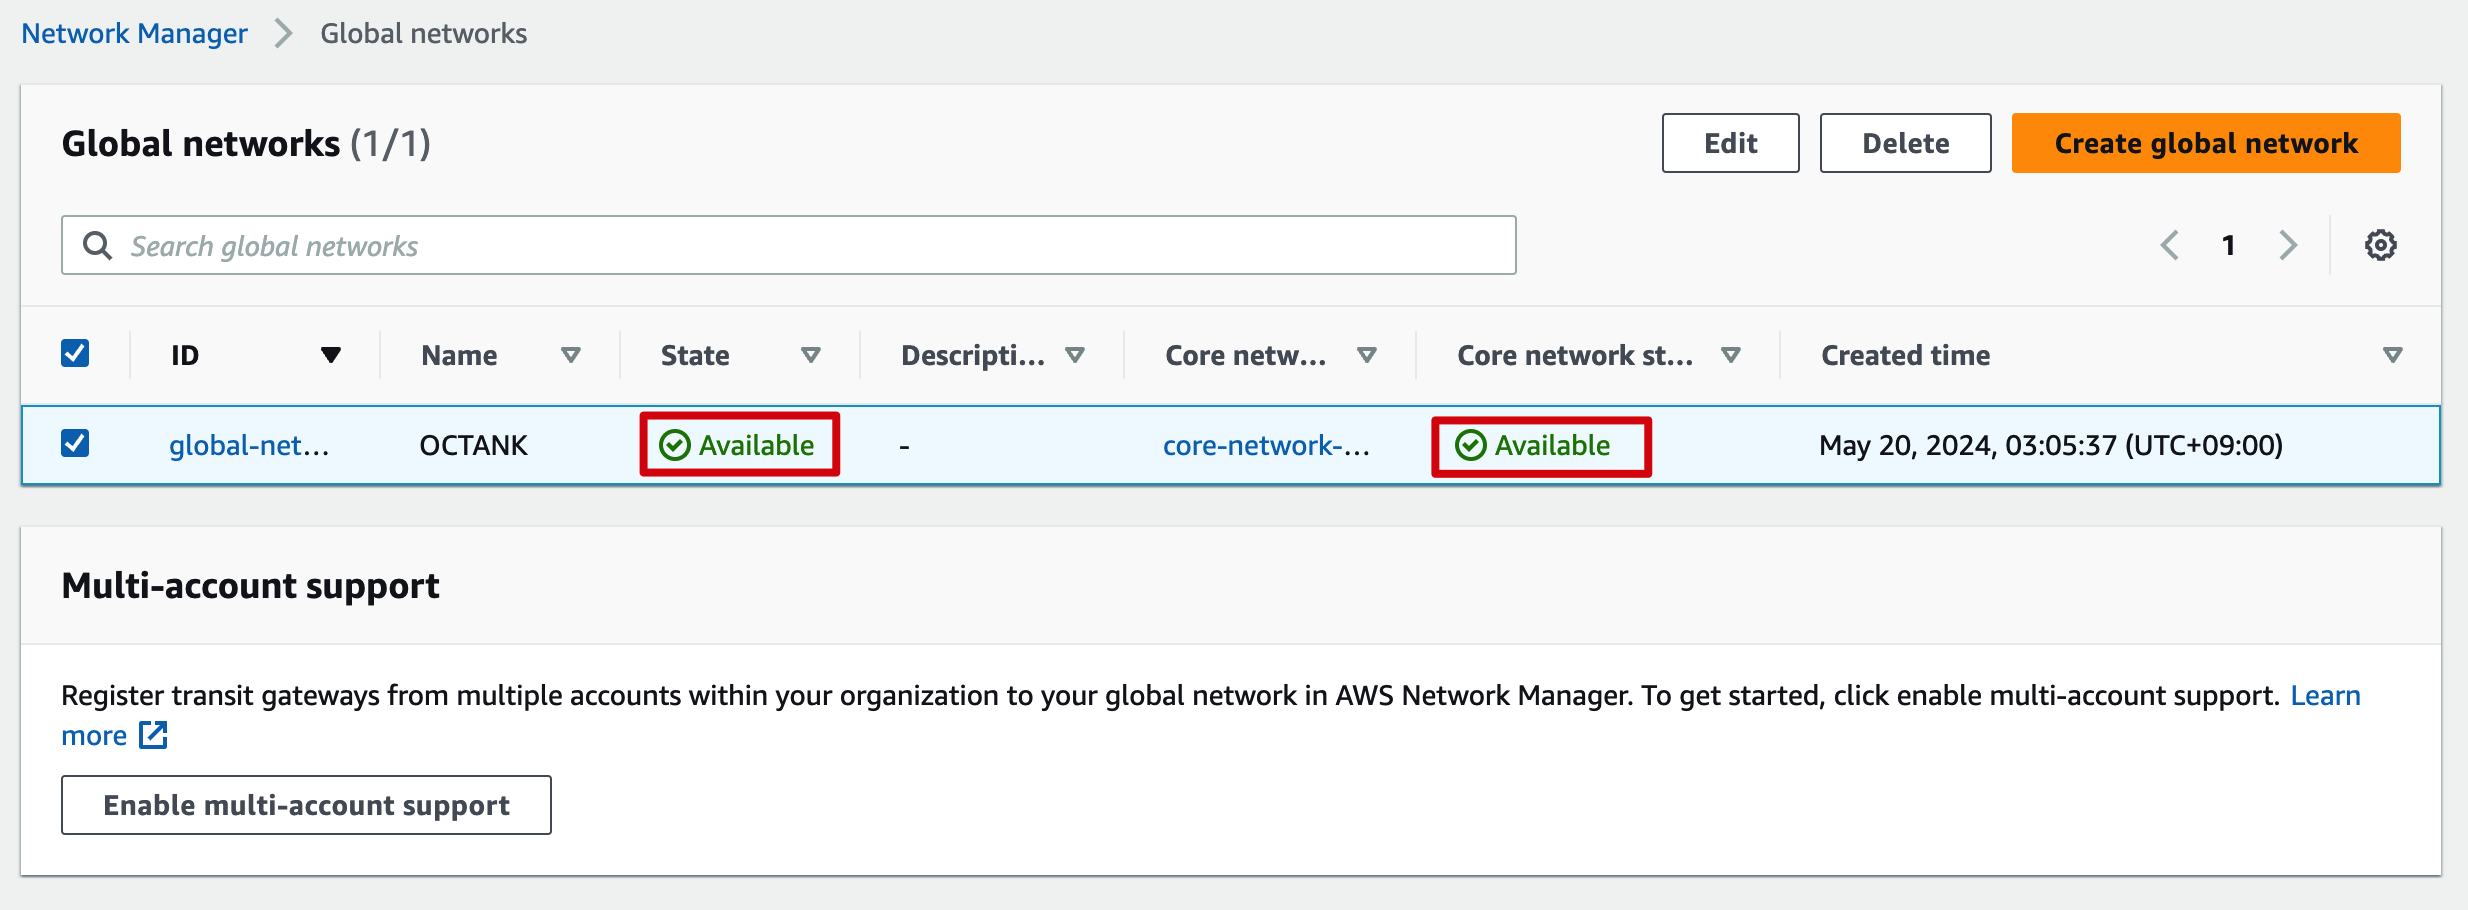 Network Manager > Global networks
Global networks (1/1)
Edit
Delete
Create global network
Search global networks
1
ID Name State Descripti... Core netw... Core network st... Created time
global-net... OCTANK Available - core-network-... Available May 20, 2024, 03:05:37 (UTC+09:00)
Multi-account support
Register transit gateways from multiple accounts within your organization to your global network in AWS Network Manager. To get started, click enable multi-account support. Learn
more
Enable multi-account support